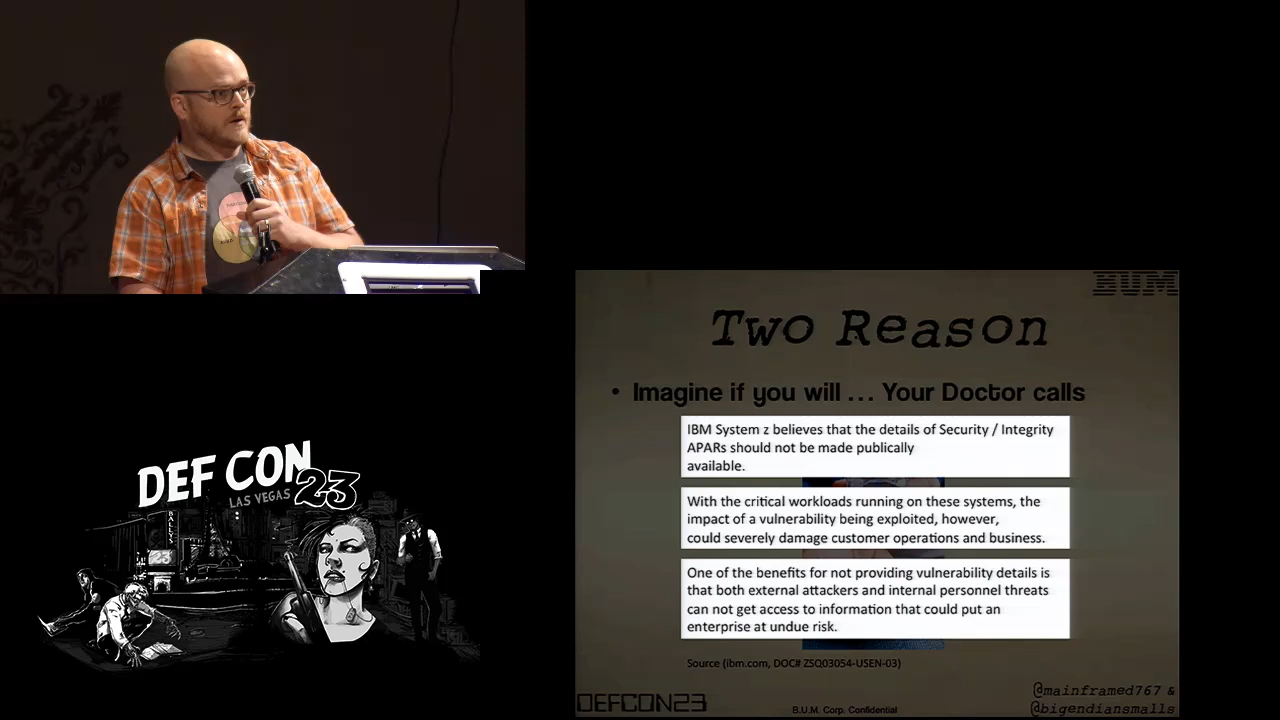 DEF CON
LAS VEGAS 23
BALLYS
BUM
Two Reason
• Imagine if you will ... Your Doctor calls
IBM System z believes that the details of Security / Integrity
APARs should not be made publically
available.
With the critical workloads running on these systems, the
impact of a vulnerability being exploited, however,
could severely damage customer operations and business.
One of the benefits for not providing vulnerability details is
that both external attackers and internal personnel threats
can not get access to information that could put an
enterprise at undue risk.
Source (ibm.com, DOC# ZSQ03054-USEN-03)
DEFCON23
B.U.M. Corp. Confidential
@mainframed767 &
@bigendiansmalls